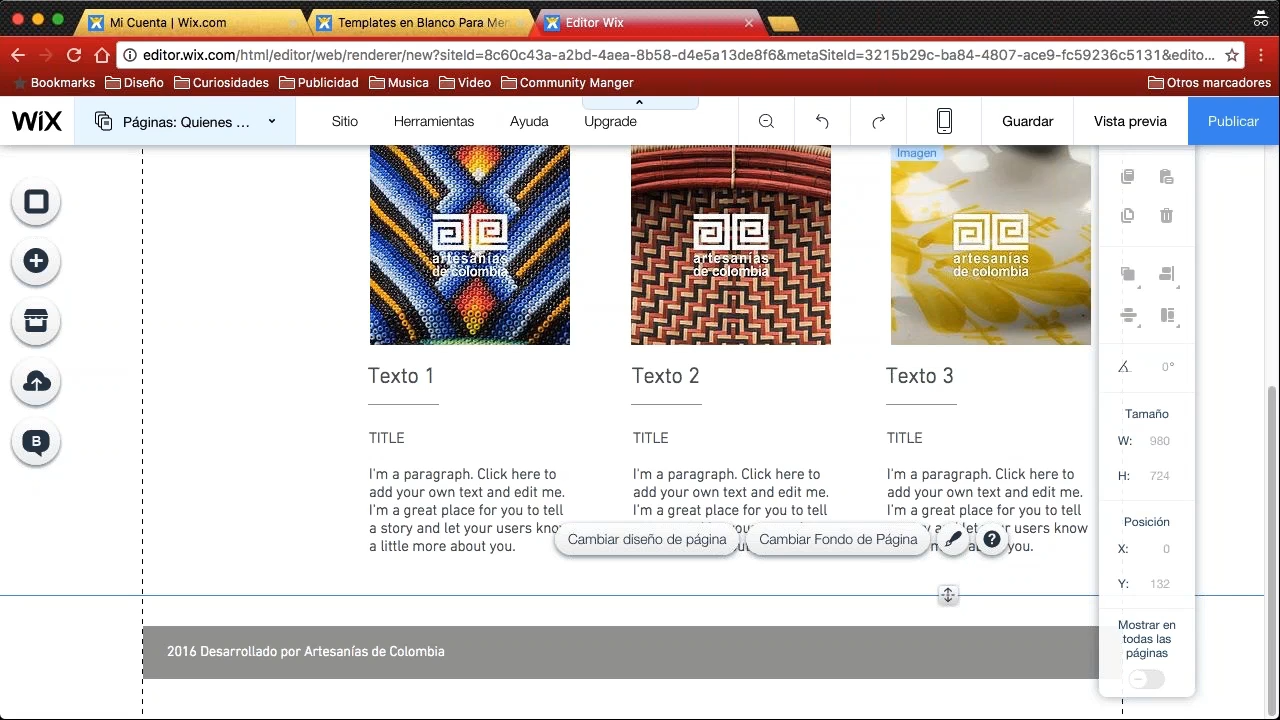 Mi Cuenta | Wix.com
Templates en Blanco Para Mer
Editor Wix
editor.wix.com/html/editor/web/renderer/new?siteId=8c60c43a-a2bd-4aea-8b58-d4e5a13de8f6&metaSiteId=3215b29c-ba84-4807-ace9-fc59236c5131&edito...
Bookmarks Diseño Curiosidades Publicidad Musica Video Community Manger Otros marcadores
WiX Páginas: Quienes ... Sitio Herramientas Ayuda Upgrade Guardar Vista previa Publicar
Imagen
artesanías
de colombia
artesanías
de colombia
artesanías
de colombia
Texto 1
TITLE
I'm a paragraph. Click here to
add your own text and edit me.
I'm a great place for you to tell
a story and let your users know
a little more about you.
Texto 2
TITLE
I'm a paragraph. Click here to
add your own text and edit me.
I'm a great place for you to tell
Texto 3
TITLE
I'm a paragraph. Click here to
add your own text and edit me.
I'm a great place for you to tell
users know
you.
Cambiar diseño de página
Cambiar Fondo de Página
?
B
0°
Tamaño
W: 980
H: 724
Posición
X: 0
Y: 132
Mostrar en
todas las
páginas
2016 Desarrollado por Artesanías de Colombia